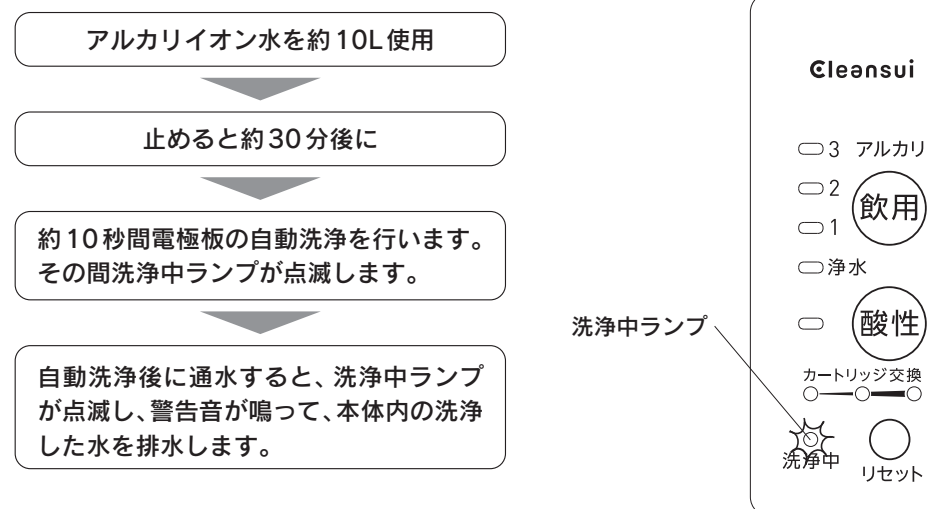 アルカリイオン水を約10L使用
止めると約30分後に
約10秒間電極板の自動洗浄を行います。
その間洗浄中ランプが点滅します。
自動洗浄後に通水すると、洗浄中ランプ
が点滅し、警告音が鳴って、本体内の洗浄
した水を排水します。
洗浄中ランプ
Cleansui
3 アルカリ
2
飲用
1
浄水
酸性
カートリッジ交換
洗浄中
リセット